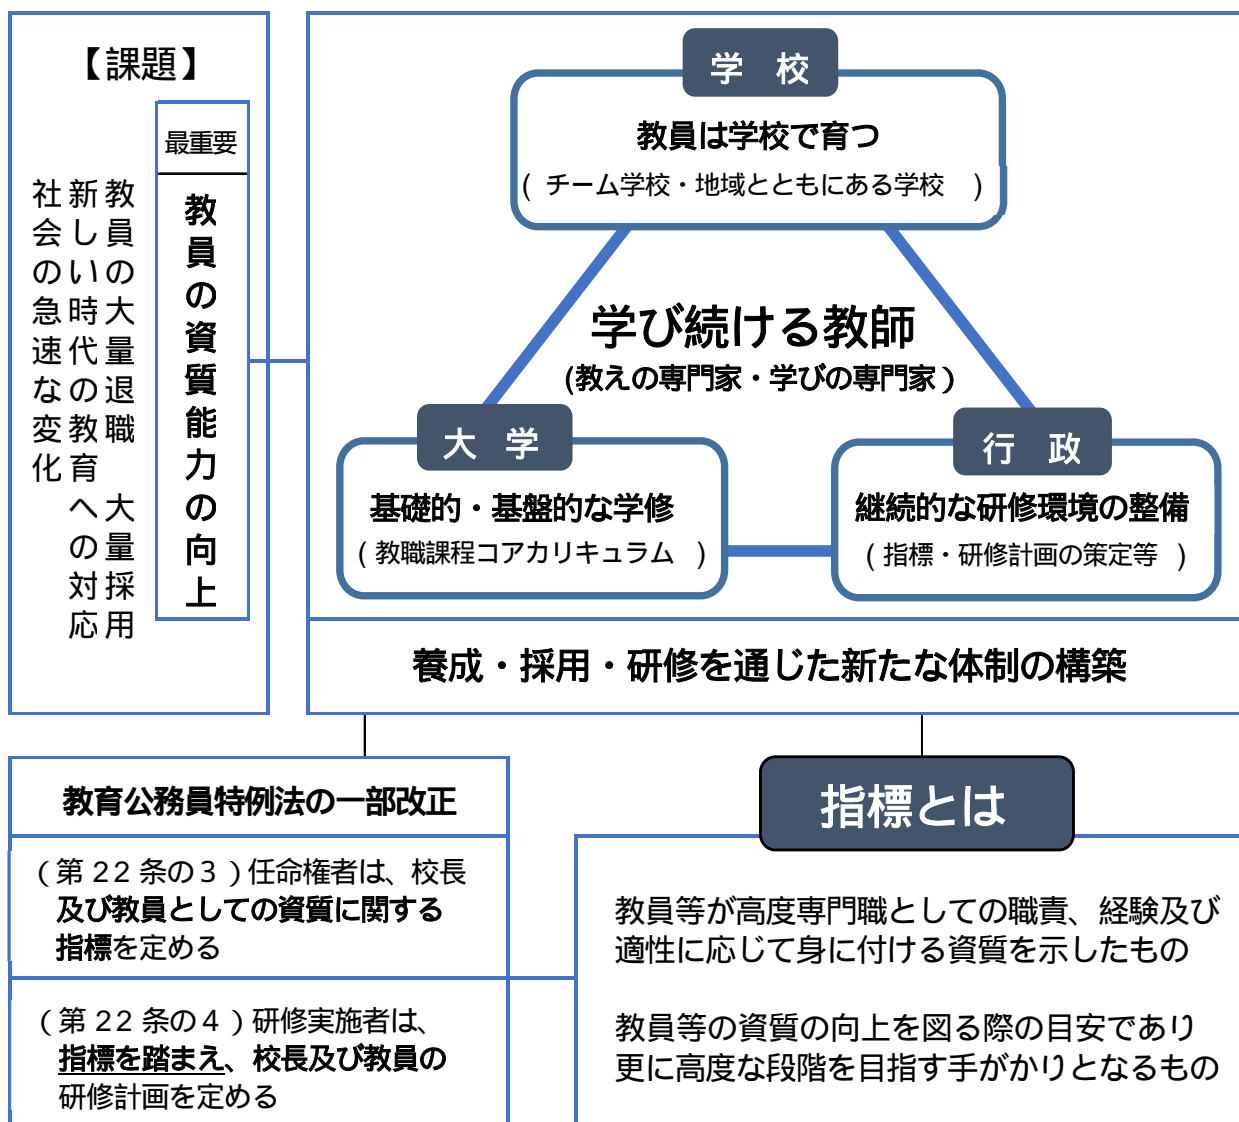 【課題】
最重要
教員の資質能力の向上
教員の大量退職　大量採用
新しい時代の教育への対応
社会の急速な変化
学　校
教員は学校で育つ
(チーム学校・地域とともにある学校　)
学び続ける教師
(教えの専門家・学びの専門家)
大　学
基礎的・基盤的な学修
(教職課程コアカリキュラム　)
行　政
継続的な研修環境の整備
(指標・研修計画の策定等　)
養成・採用・研修を通じた新たな体制の構築
教育公務員特例法の一部改正
(第 22 条の３)任命権者は、校長
及び教員としての資質に関する
指標を定める
(第 22 条の４)研修実施者は、
指標を踏まえ、校長及び教員の
研修計画を定める
指標とは
教員等が高度専門職としての職責、経験及び
適性に応じて身に付ける資質を示したもの
教員等の資質の向上を図る際の目安であり
更に高度な段階を目指す手がかりとなるもの